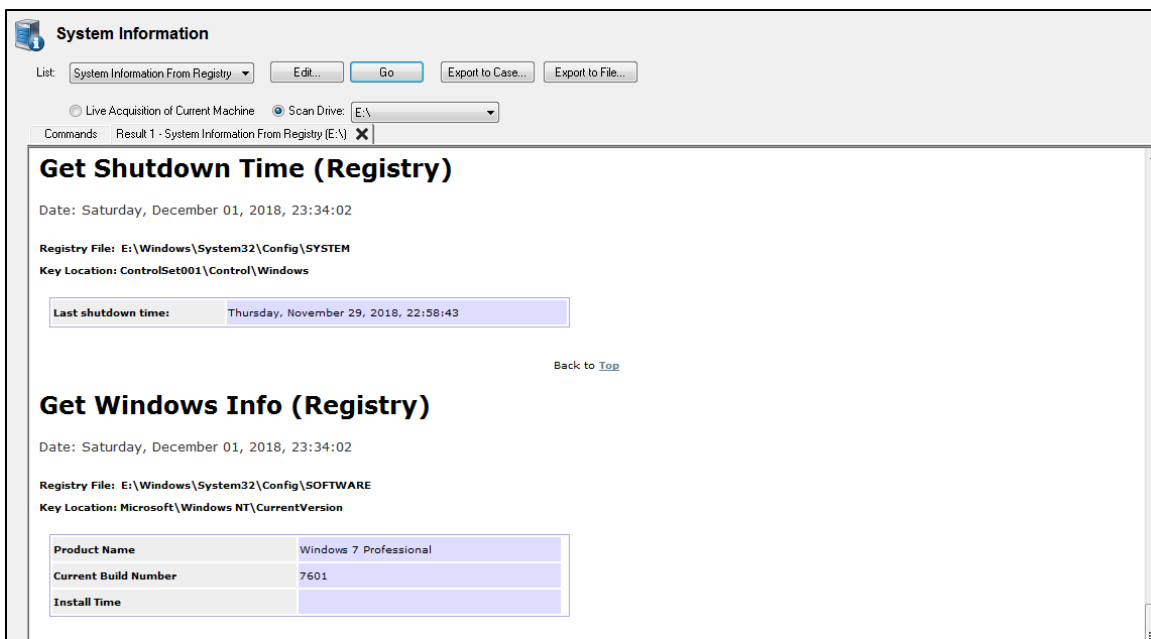 System Information
List: System Information From Registry Edit... Go Export to Case... Export to File...
Live Acquisition of Current Machine Scan Drive: E:\
Commands Result 1 - System Information From Registry (E:\)
Get Shutdown Time (Registry)
Date: Saturday, December 01, 2018, 23:34:02
Registry File: E:\Windows\System32\Config\SYSTEM
Key Location: ControlSet001\Control\Windows
Last shutdown time: Thursday, November 29, 2018, 22:58:43
Back to Top
Get Windows Info (Registry)
Date: Saturday, December 01, 2018, 23:34:02
Registry File: E:\Windows\System32\Config\SOFTWARE
Key Location: Microsoft\Windows NT\CurrentVersion
Product Name Windows 7 Professional
Current Build Number 7601
Install Time